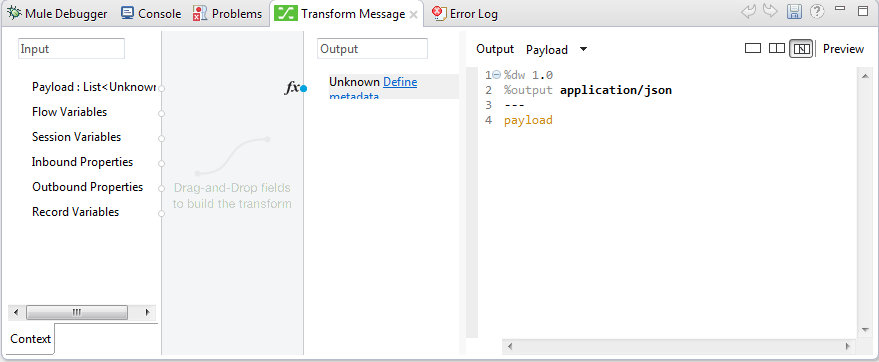 Mule Debugger Console Problems Transform Message Error Log
Input
Output
Output Payload Preview
Payload : List<Unknown
Flow Variables
Session Variables
Inbound Properties
Outbound Properties
Record Variables
fx
Drag-and-Drop fields
to build the transform
Unknown Define
metadata
1 %dw 1.0
2 %output application/json
3 ---
4 payload
Context